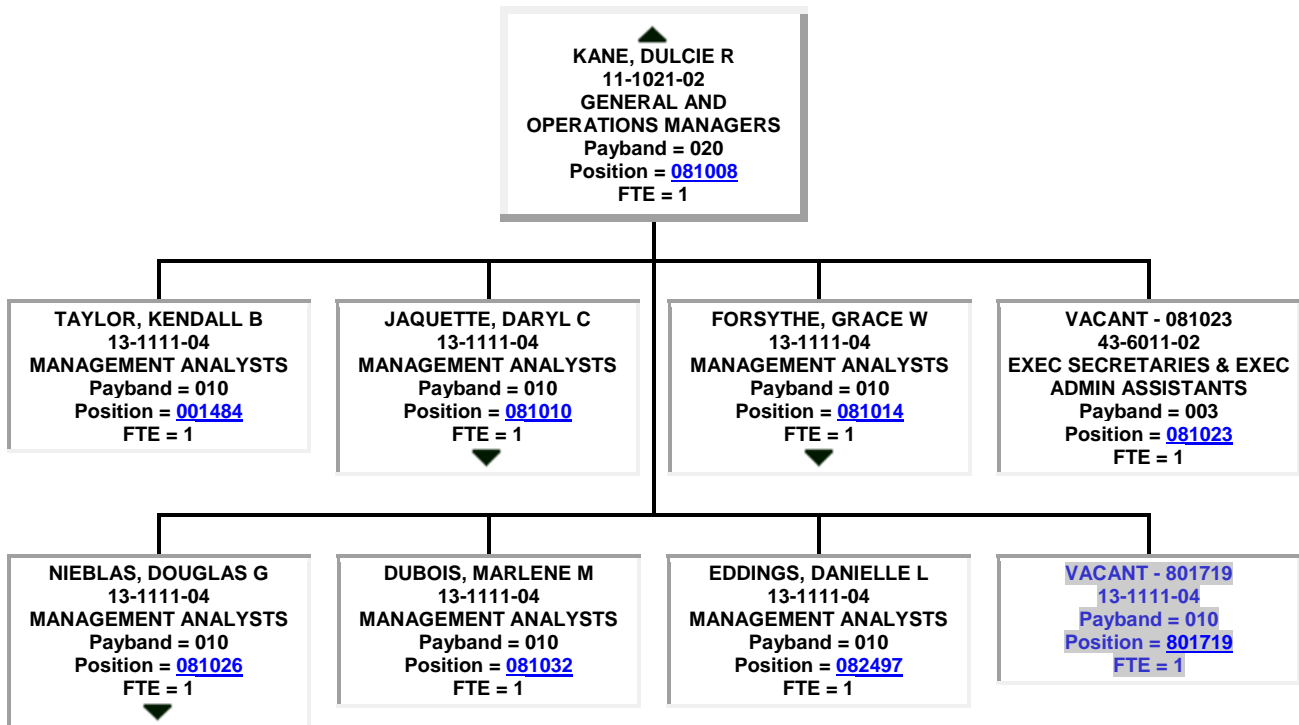 KANE, DULCIE R
11-1021-02
GENERAL AND
OPERATIONS MANAGERS
Payband = 020
Position = 081008
FTE = 1
TAYLOR, KENDALL B
13-1111-04
MANAGEMENT ANALYSTS
Payband = 010
Position = 001484
FTE = 1
JAQUETTE, DARYL C
13-1111-04
MANAGEMENT ANALYSTS
Payband = 010
Position = 081010
FTE = 1
FORSYTHE, GRACE W
13-1111-04
MANAGEMENT ANALYSTS
Payband = 010
Position = 081014
FTE = 1
VACANT - 081023
43-6011-02
EXEC SECRETARIES & EXEC
ADMIN ASSISTANTS
Payband = 003
Position = 081023
FTE = 1
NIEBLAS, DOUGLAS G
13-1111-04
MANAGEMENT ANALYSTS
Payband = 010
Position = 081026
FTE = 1
DUBOIS, MARLENE M
13-1111-04
MANAGEMENT ANALYSTS
Payband = 010
Position = 081032
FTE = 1
EDDINGS, DANIELLE L
13-1111-04
MANAGEMENT ANALYSTS
Payband = 010
Position = 082497
FTE = 1
VACANT - 801719
13-1111-04
Payband = 010
Position = 801719
FTE = 1